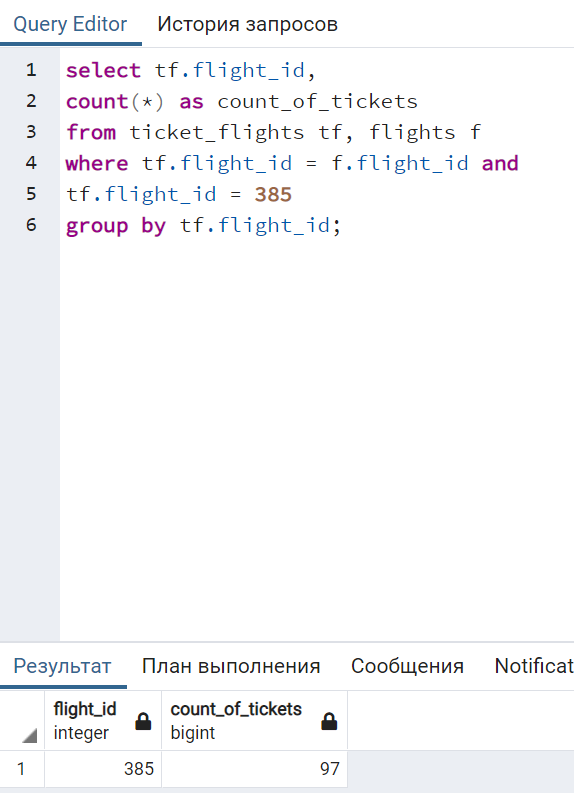 Query Editor История запросов
1 select tf.flight_id,
2 count(*) as count_of_tickets
3 from ticket_flights tf, flights f
4 where tf.flight_id = f.flight_id and
5 tf.flight_id = 385
6 group by tf.flight_id;
Результат План выполнения Сообщения Notificat
flight_id count_of_tickets
integer bigint
1 385 97